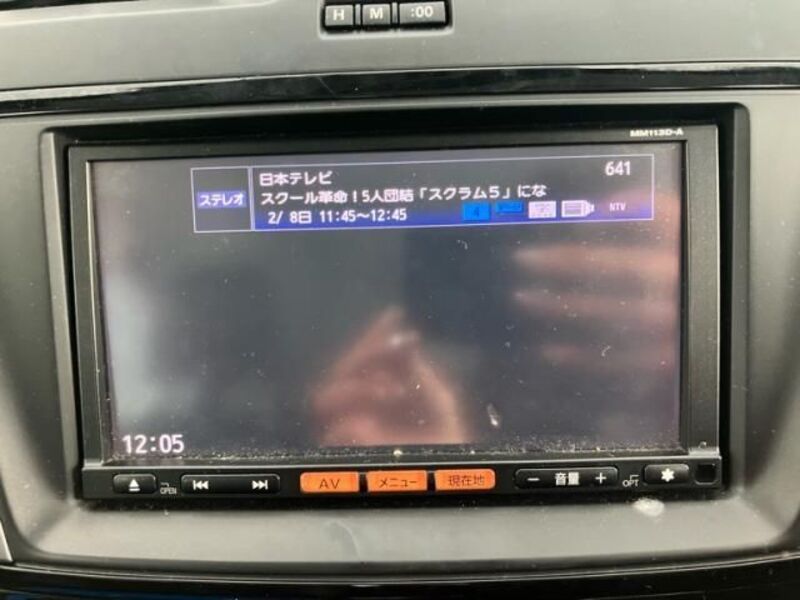 H M :00
MM113D-A
日本テレビ 641
ステレオ
スクール革命!5人団結「スクラム5」にな
2/ 8日 11:45〜12:45 4 NTV
12:05
OPEN AV メニュー 現在地 − 音量 + OPT